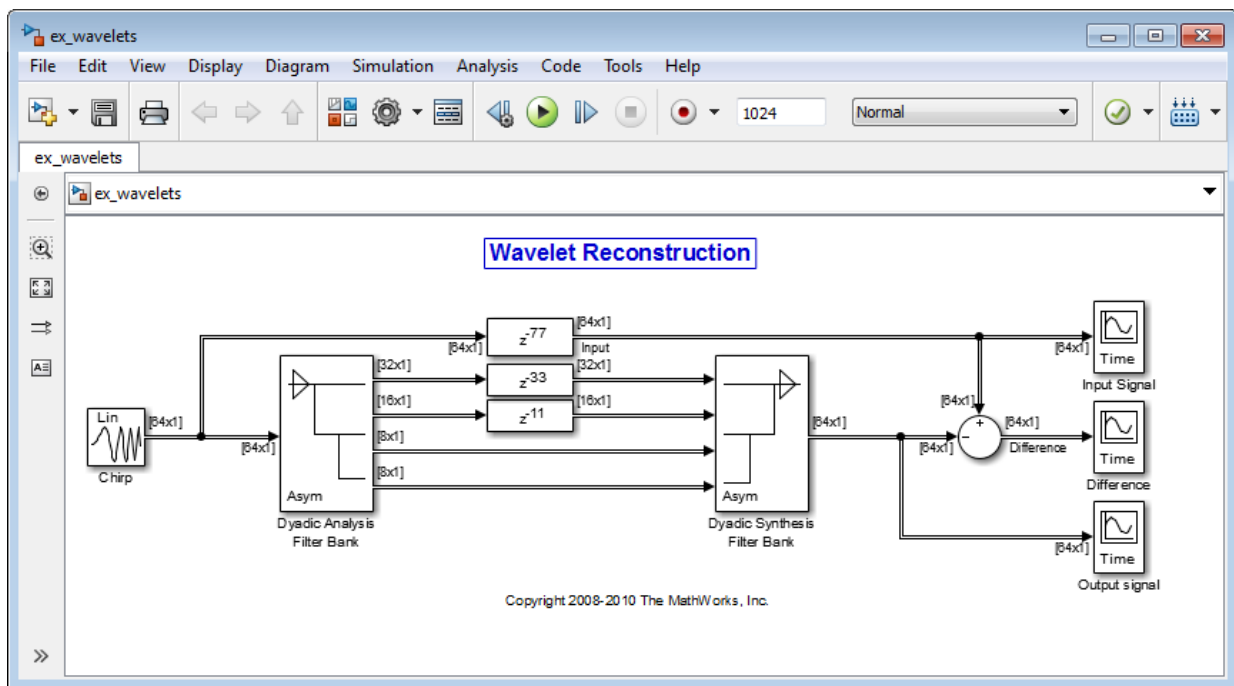 ex_wavelets
File Edit View Display Diagram Simulation Analysis Code Tools Help
1024 Normal
ex_wavelets
ex_wavelets
Wavelet Reconstruction
Lin
Chirp
[64x1]
[64x1]
[64x1]
z-77
[64x1]
Input
[32x1]
z-33
[32x1]
[16x1]
z-11
[16x1]
[8x1]
[8x1]
Asym
Dyadic Analysis
Filter Bank
Asym
Dyadic Synthesis
Filter Bank
[64x1]
[64x1]
[64x1]
+
-
[64x1]
Difference
[64x1]
Time
Input Signal
Time
Difference
[64x1]
Time
Output signal
Copyright 2008-2010 The MathWorks, Inc.